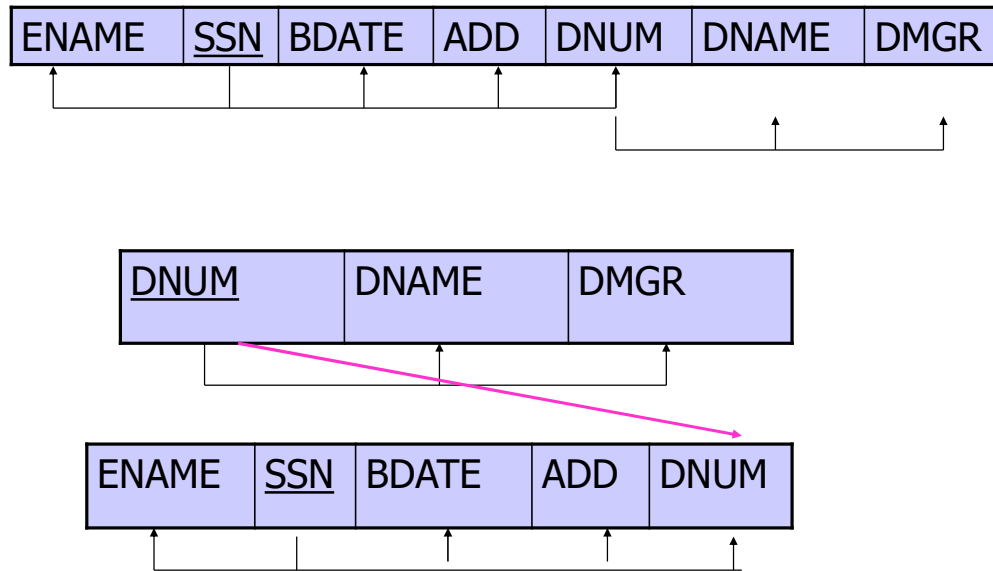 ENAME SSN BDATE ADD DNUM DNAME DMGR
DNUM DNAME DMGR
ENAME SSN BDATE ADD DNUM